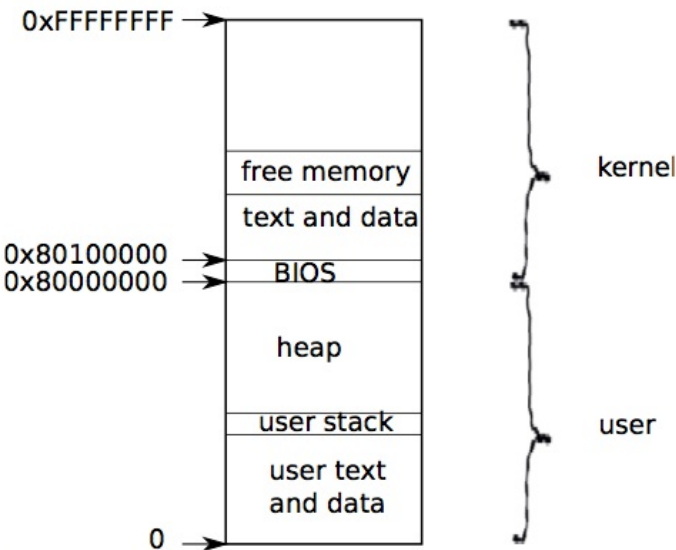 0xFFFFFFFF
free memory
kernel
text and data
0x80100000
BIOS
0x80000000
heap
user stack
user
user text
and data
0